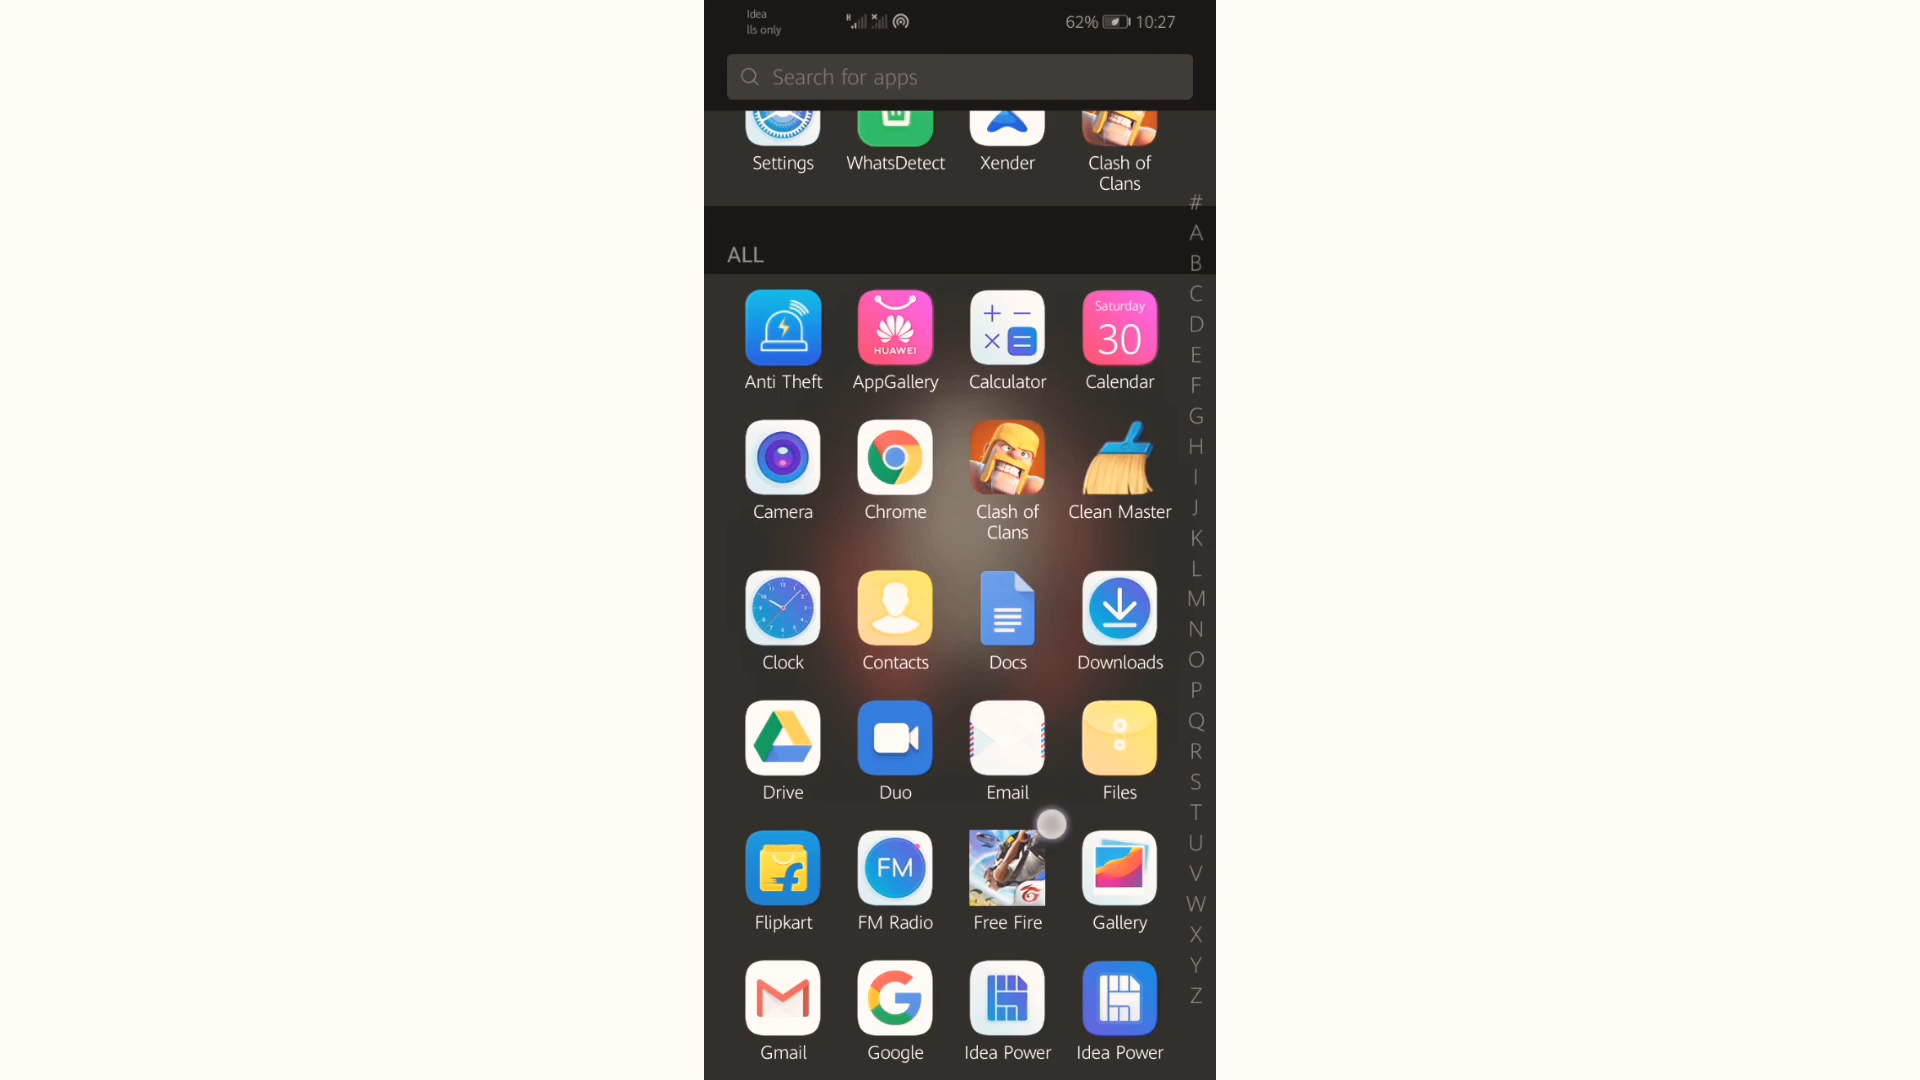 Idea
lls only
62% 10:27
Search for apps
Settings WhatsDetect Xender Clash of
Clans
ALL
Saturday
30
HUAWEI
Anti Theft AppGallery Calculator Calendar
Camera Chrome Clash of Clean Master
Clans
Clock Contacts Docs Downloads
Drive Duo Email Files
FM
Flipkart FM Radio Free Fire Gallery
Gmail Google Idea Power Idea Power
#
A
B
C
D
E
F
G
H
I
J
K
L
M
N
O
P
Q
R
S
T
U
V
W
X
Y
Z